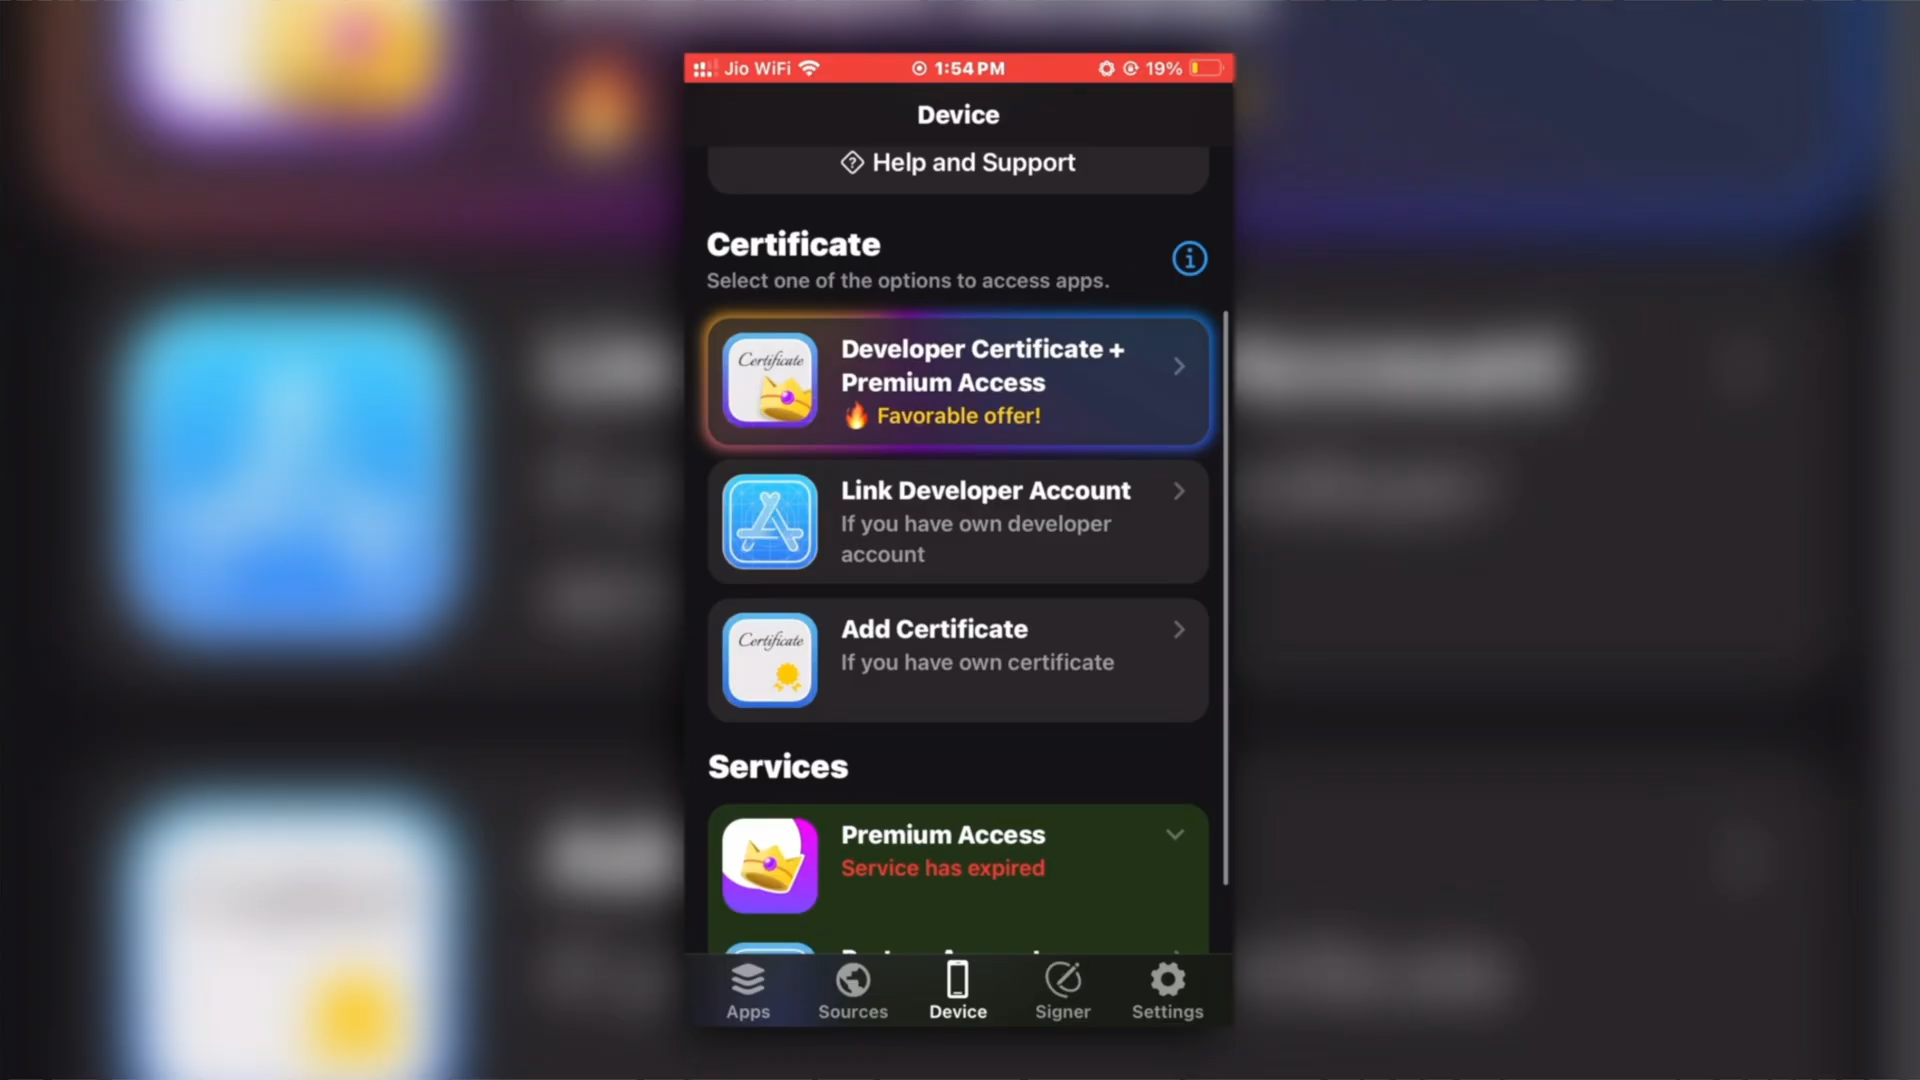 Jio WiFi 1:54 PM 19%
Device
Help and Support
Certificate
Select one of the options to access apps.
Certificate
Developer Certificate +
Premium Access
🔥 Favorable offer!
Link Developer Account
If you have own developer
account
Certificate
Add Certificate
If you have own certificate
Services
Premium Access
Service has expired
Apps Sources Device Signer Settings